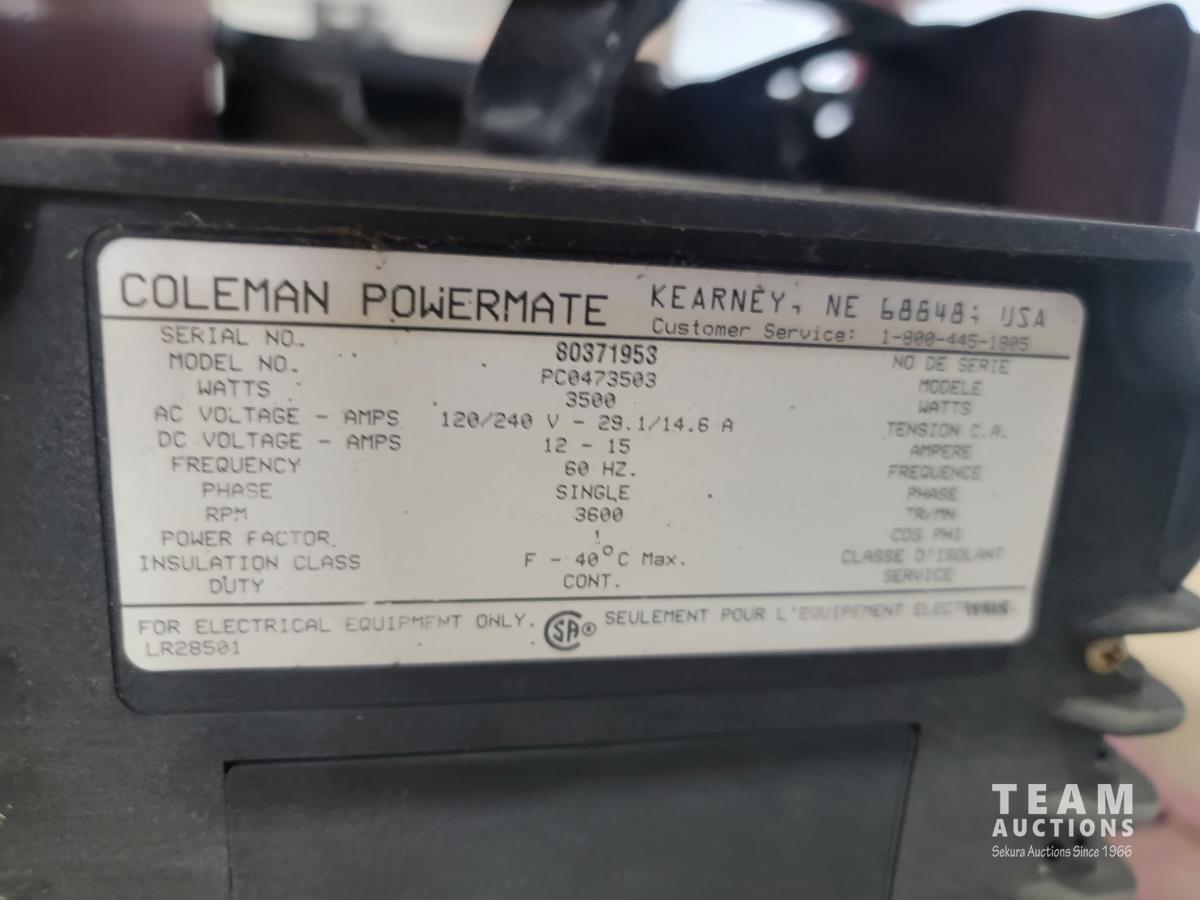 COLEMAN POWERMATE KEARNEY, NE 68848; USA
Customer Service: 1-800-445-1805
SERIAL NO. 80371953 NO DE SERIE
MODEL NO. PC0473503 MODELE
WATTS 3500 WATTS
AC VOLTAGE - AMPS 120/240 V - 29.1/14.6 A TENSION C.A.
DC VOLTAGE - AMPS 12 - 15 AMPERE
FREQUENCY 60 HZ. FREQUENCE
PHASE SINGLE PHASE
RPM 3600 TR/MN
POWER FACTOR. 1 COS PHI
INSULATION CLASS F - 40°C Max. CLASSE D'ISOLANT
DUTY CONT. SERVICE
FOR ELECTRICAL EQUIPMENT ONLY. SA® SEULEMENT POUR L'EQUIPEMENT
LR28501
TEAM
AUCTIONS
Sekura Auctions Since 1966